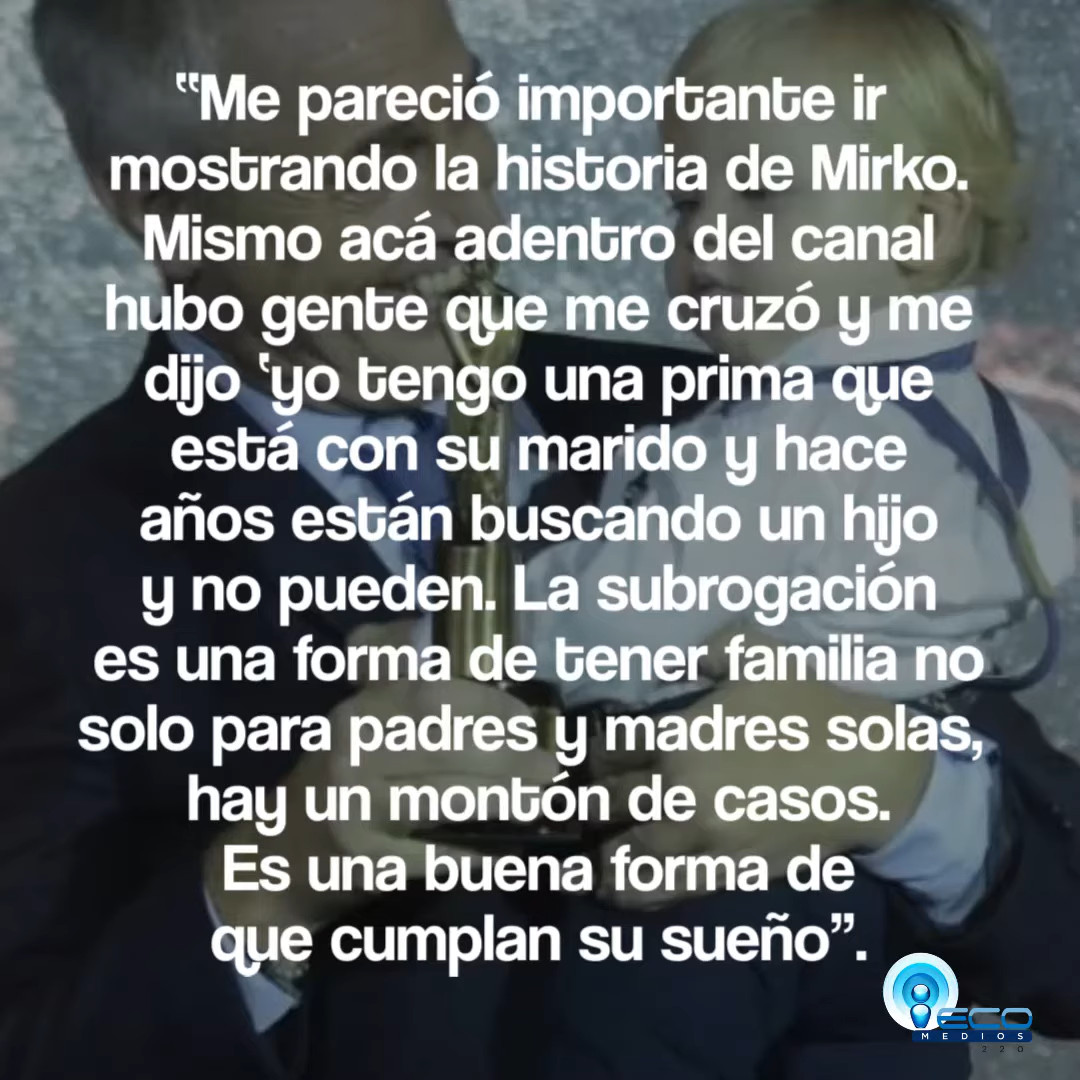 “Me pareció importante ir
mostrando la historia de Mirko.
Mismo acá adentro del canal
hubo gente que me cruzó y me
dijo ‘yo tengo una prima que
está con su marido y hace
años están buscando un hijo
y no pueden. La subrogación
es una forma de tener familia no
solo para padres y madres solas,
hay un montón de casos.
Es una buena forma de
que cumplan su sueño”.
ECO
MEDIOS
220